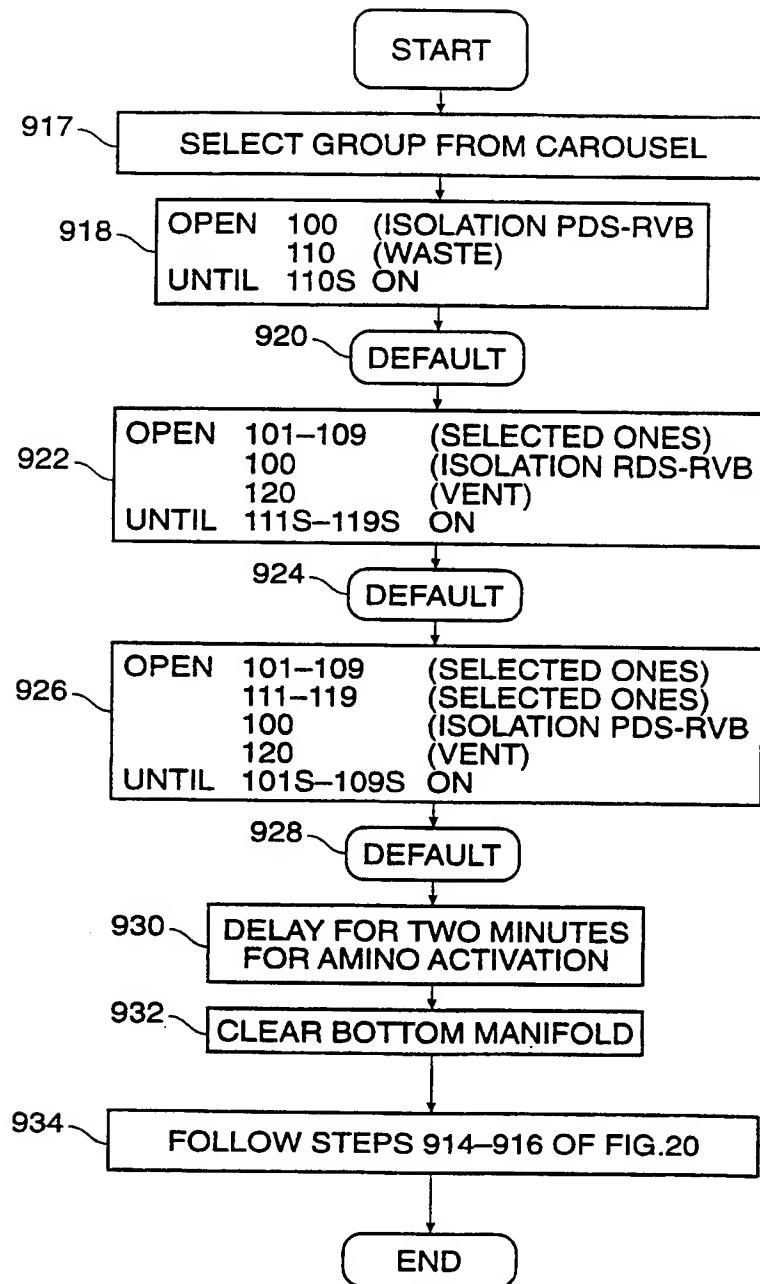 START
917
SELECT GROUP FROM CAROUSEL
918
OPEN 100 (ISOLATION PDS-RVB
110 (WASTE)
UNTIL 110S ON
920
DEFAULT
922
OPEN 101–109 (SELECTED ONES)
100 (ISOLATION RDS-RVB
120 (VENT)
UNTIL 111S–119S ON
924
DEFAULT
926
OPEN 101–109 (SELECTED ONES)
111–119 (SELECTED ONES)
100 (ISOLATION PDS-RVB
120 (VENT)
UNTIL 101S–109S ON
928
DEFAULT
930
DELAY FOR TWO MINUTES
FOR AMINO ACTIVATION
932
CLEAR BOTTOM MANIFOLD
934
FOLLOW STEPS 914–916 OF FIG.20
END